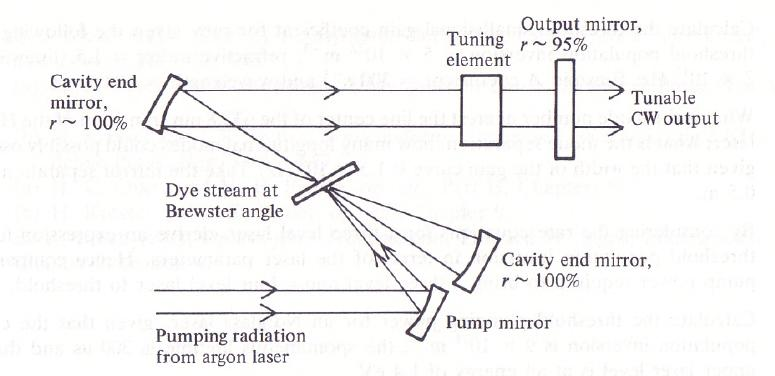 Output mirror,
r ~ 95%
Tuning
element
Cavity end
mirror,
r ~ 100%
Tunable
CW output
Dye stream at
Brewster angle
Cavity end mirror,
r ~ 100%
Pump mirror
Pumping radiation
from argon laser